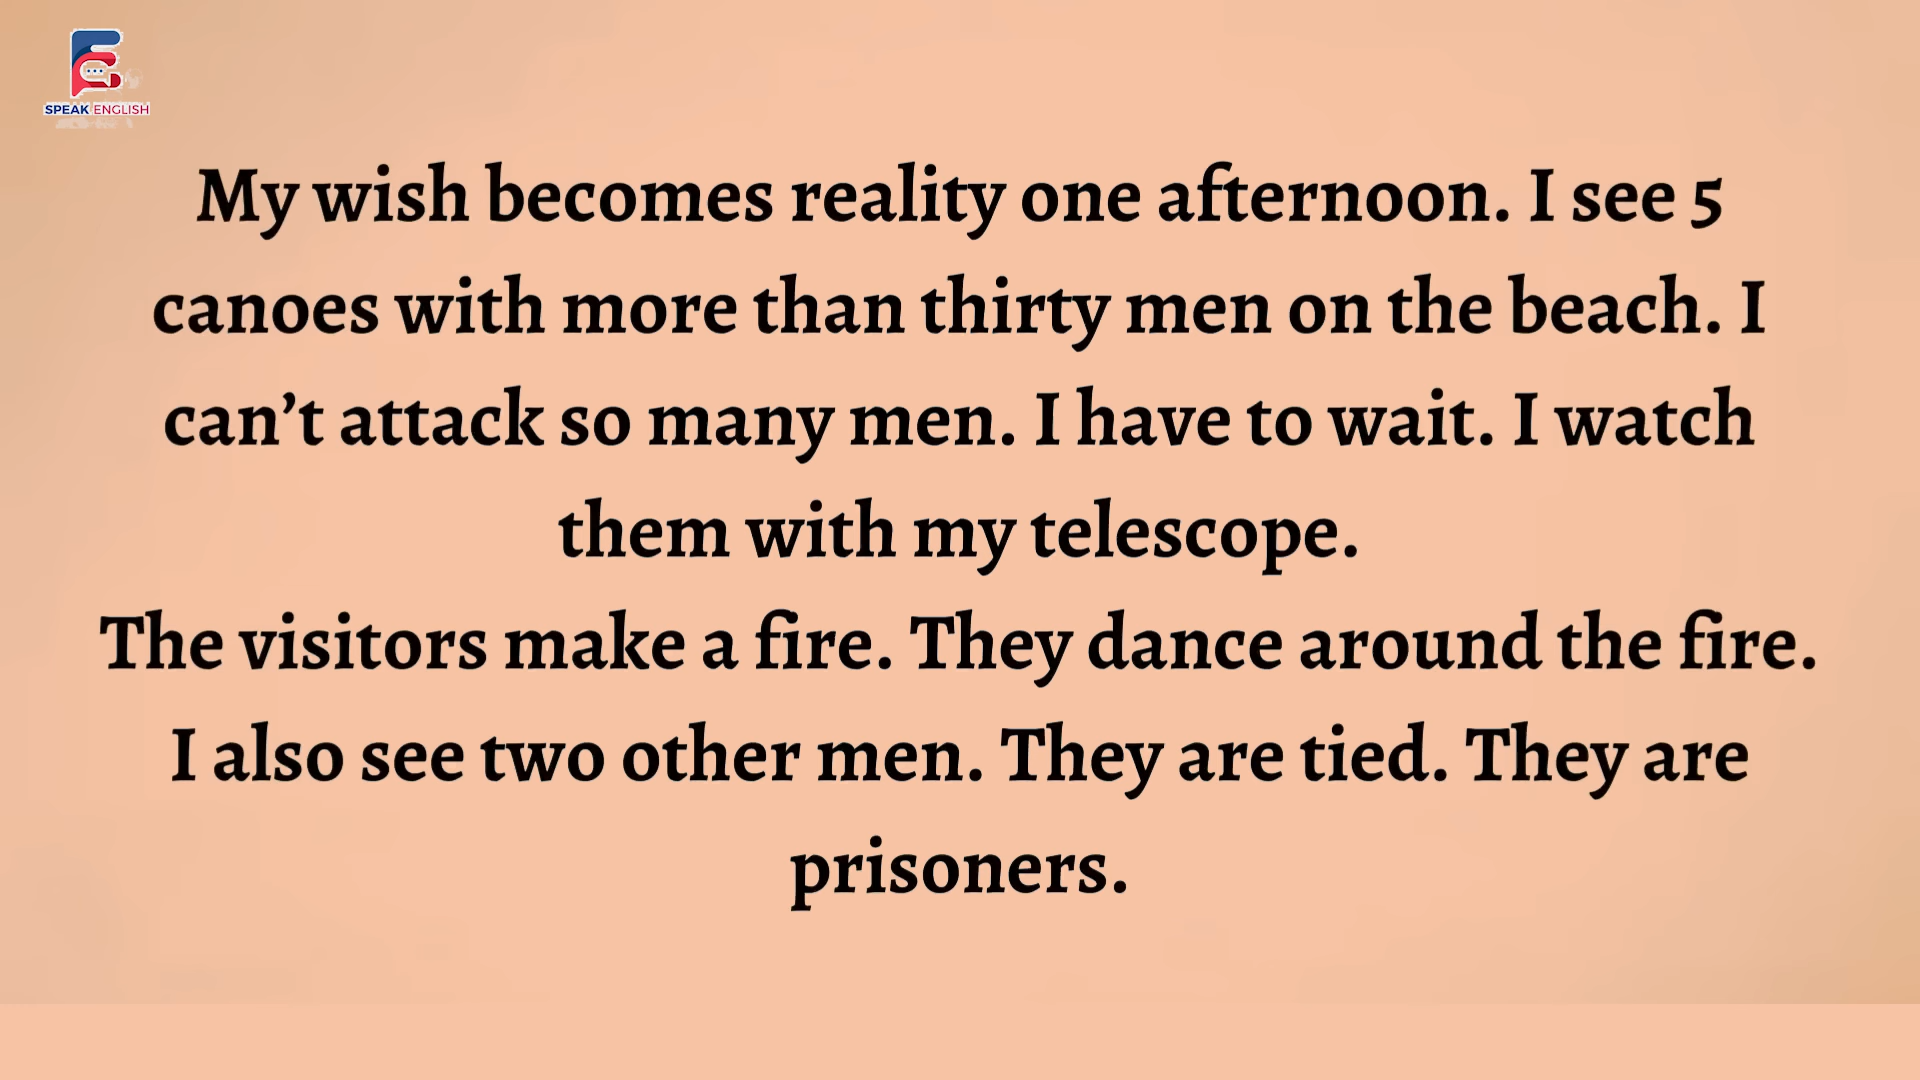 SPEAK ENGLISH
My wish becomes reality one afternoon. I see 5
canoes with more than thirty men on the beach. I
can’t attack so many men. I have to wait. I watch
them with my telescope.
The visitors make a fire. They dance around the fire.
I also see two other men. They are tied. They are
prisoners.